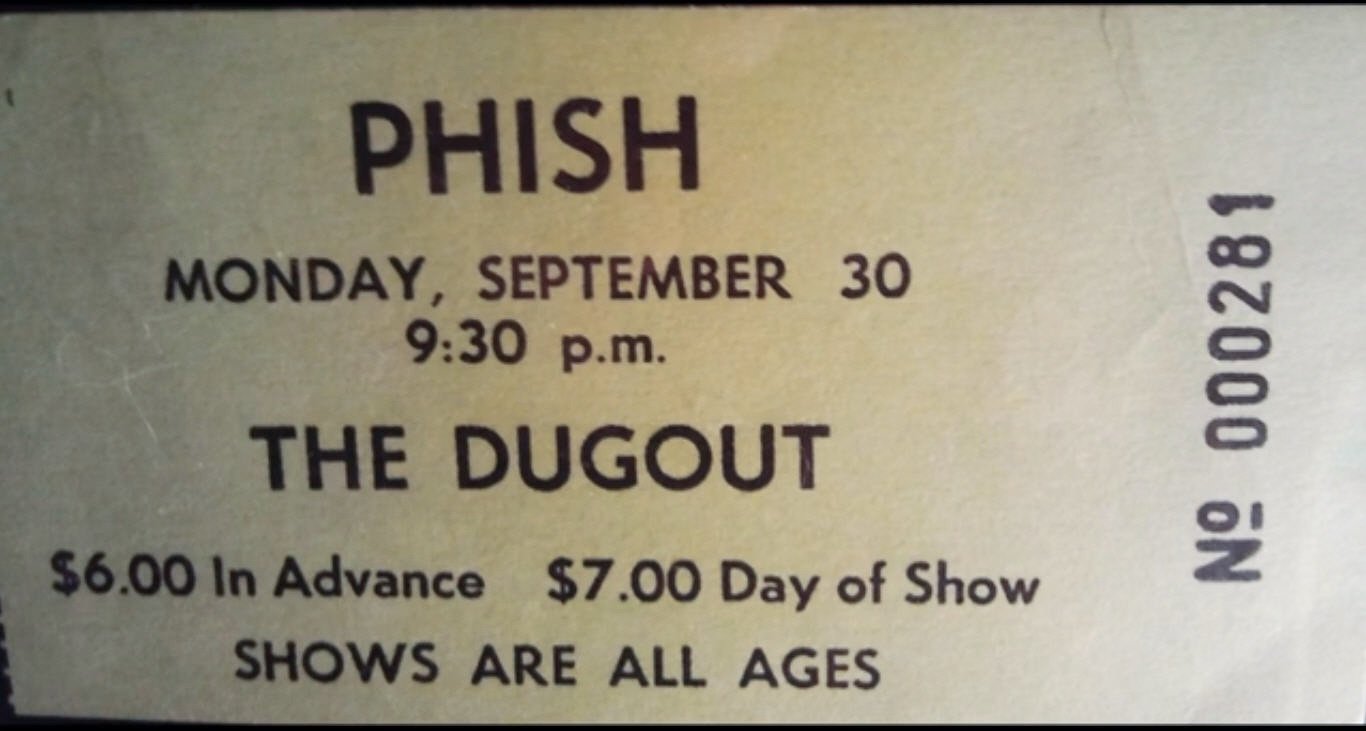 PHISH
MONDAY, SEPTEMBER 30
9:30 p.m.
THE DUGOUT
$6.00 In Advance $7.00 Day of Show
SHOWS ARE ALL AGES
Nº 000281